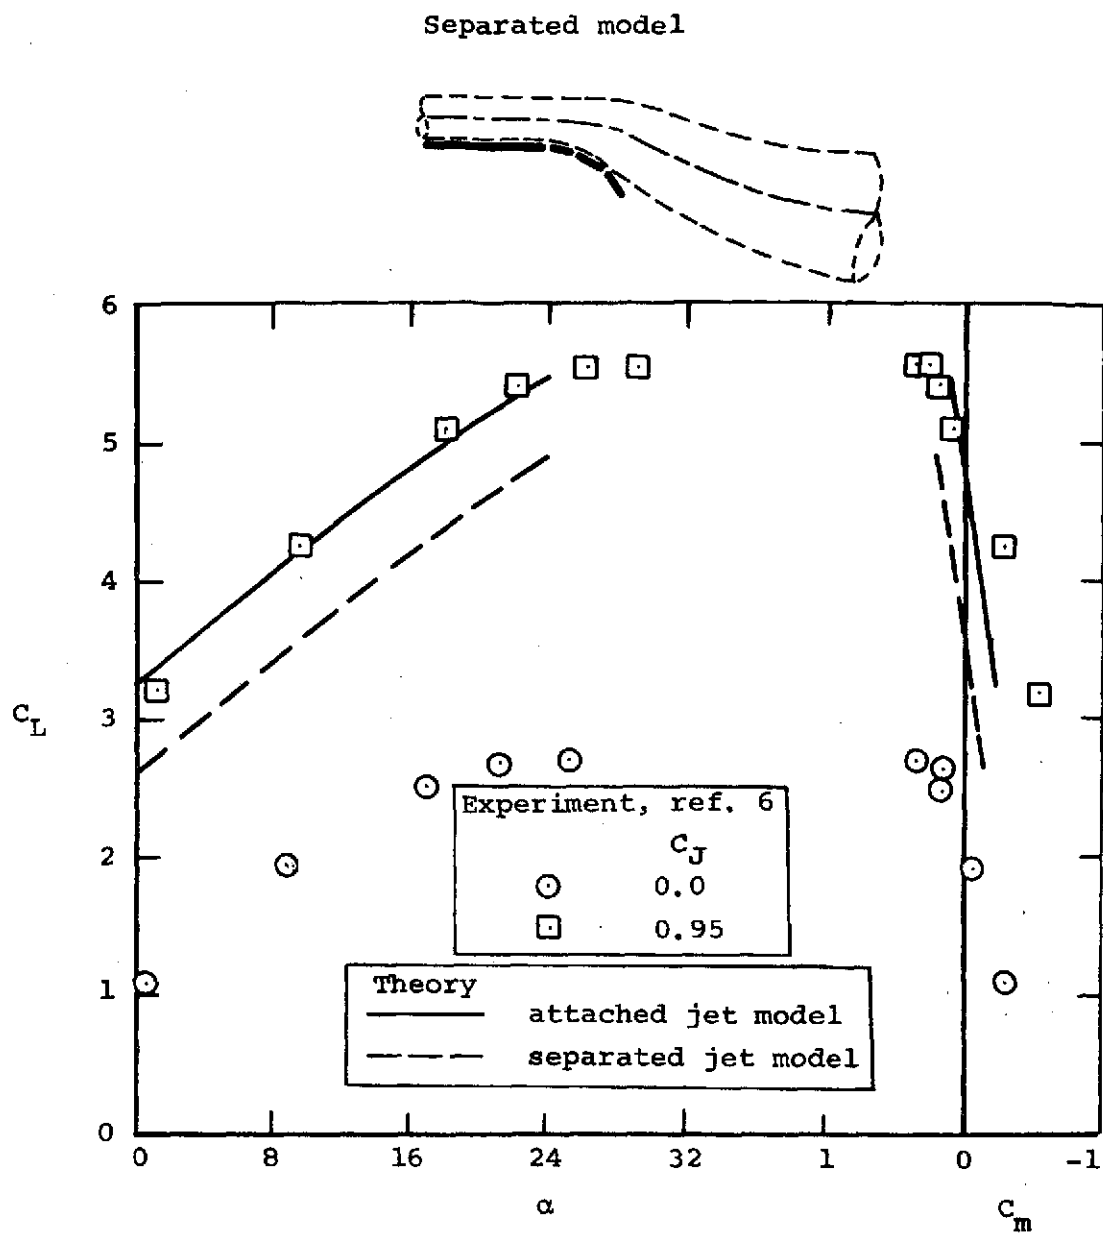 Separated model
6
5
4
3
2
1
0
C_L
Experiment, ref. 6
C_J
0.0
0.95
Theory
attached jet model
separated jet model
0 8 16 24 32 1 0 -1
α C_m